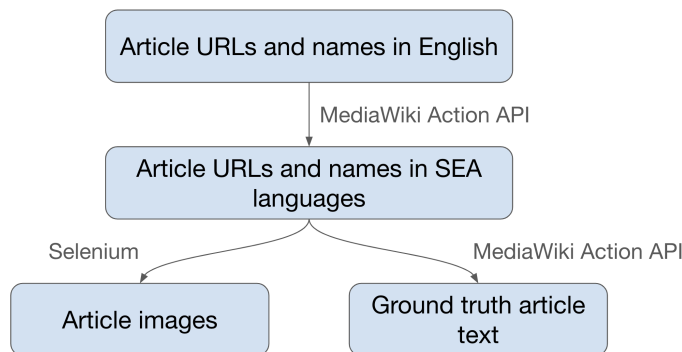 Article URLs and names in English
MediaWiki Action API
Article URLs and names in SEA
languages
Selenium
MediaWiki Action API
Article images
Ground truth article
text